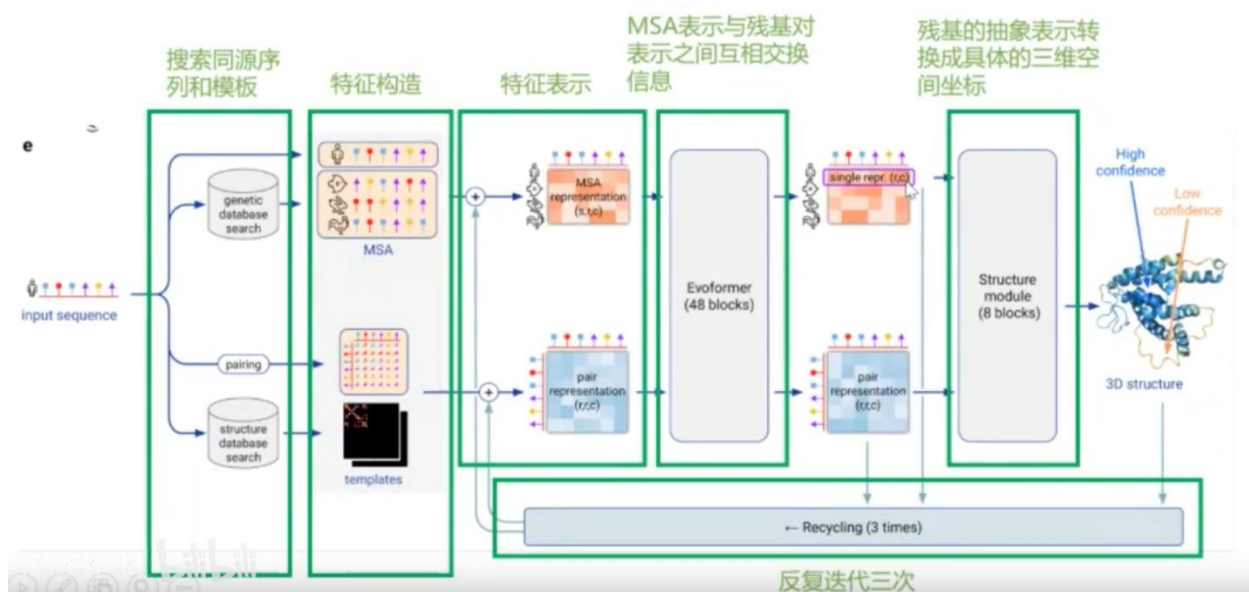 搜索同源序
列和模板
特征构造
特征表示
MSA表示与残基对
表示之间互相交换
信息
残基的抽象表示转
换成具体的三维空
间坐标
e
input sequence
genetic
database
search
pairing
structure
database
search
MSA
templates
+
+
MSA
representation
(s,r,c)
pair
representation
(r,r,c)
Evoformer
(48 blocks)
single repr. (r,c)
pair
representation
(r,r,c)
Structure
module
(8 blocks)
High
confidence
Low
confidence
3D structure
← Recycling (3 times)
反复迭代三次
bilibili